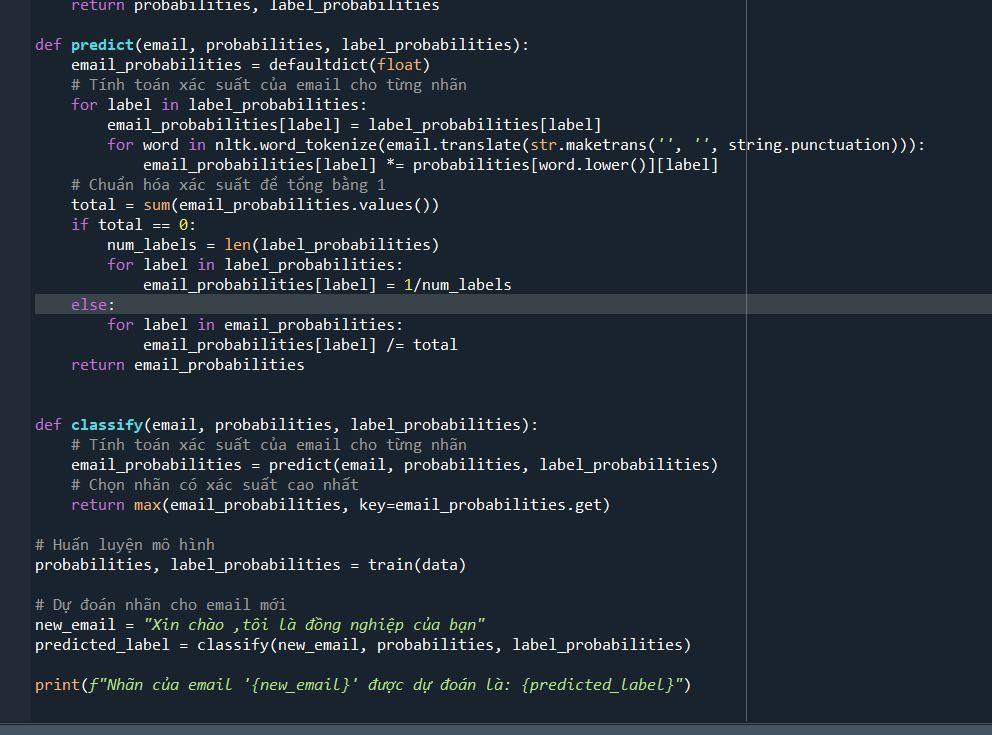 return probabilities, label_probabilities

def predict(email, probabilities, label_probabilities):
    email_probabilities = defaultdict(float)
    # Tính toán xác suất của email cho từng nhãn
    for label in label_probabilities:
        email_probabilities[label] = label_probabilities[label]
        for word in nltk.word_tokenize(email.translate(str.maketrans('', '', string.punctuation))):
            email_probabilities[label] *= probabilities[word.lower()][label]
    # Chuẩn hóa xác suất để tổng bằng 1
    total = sum(email_probabilities.values())
    if total == 0:
        num_labels = len(label_probabilities)
        for label in label_probabilities:
            email_probabilities[label] = 1/num_labels
    else:
        for label in email_probabilities:
            email_probabilities[label] /= total
    return email_probabilities


def classify(email, probabilities, label_probabilities):
    # Tính toán xác suất của email cho từng nhãn
    email_probabilities = predict(email, probabilities, label_probabilities)
    # Chọn nhãn có xác suất cao nhất
    return max(email_probabilities, key=email_probabilities.get)

# Huấn luyện mô hình
probabilities, label_probabilities = train(data)

# Dự đoán nhãn cho email mới
new_email = "Xin chào ,tôi là đồng nghiệp của bạn"
predicted_label = classify(new_email, probabilities, label_probabilities)

print(f"Nhãn của email '{new_email}' được dự đoán là: {predicted_label}")